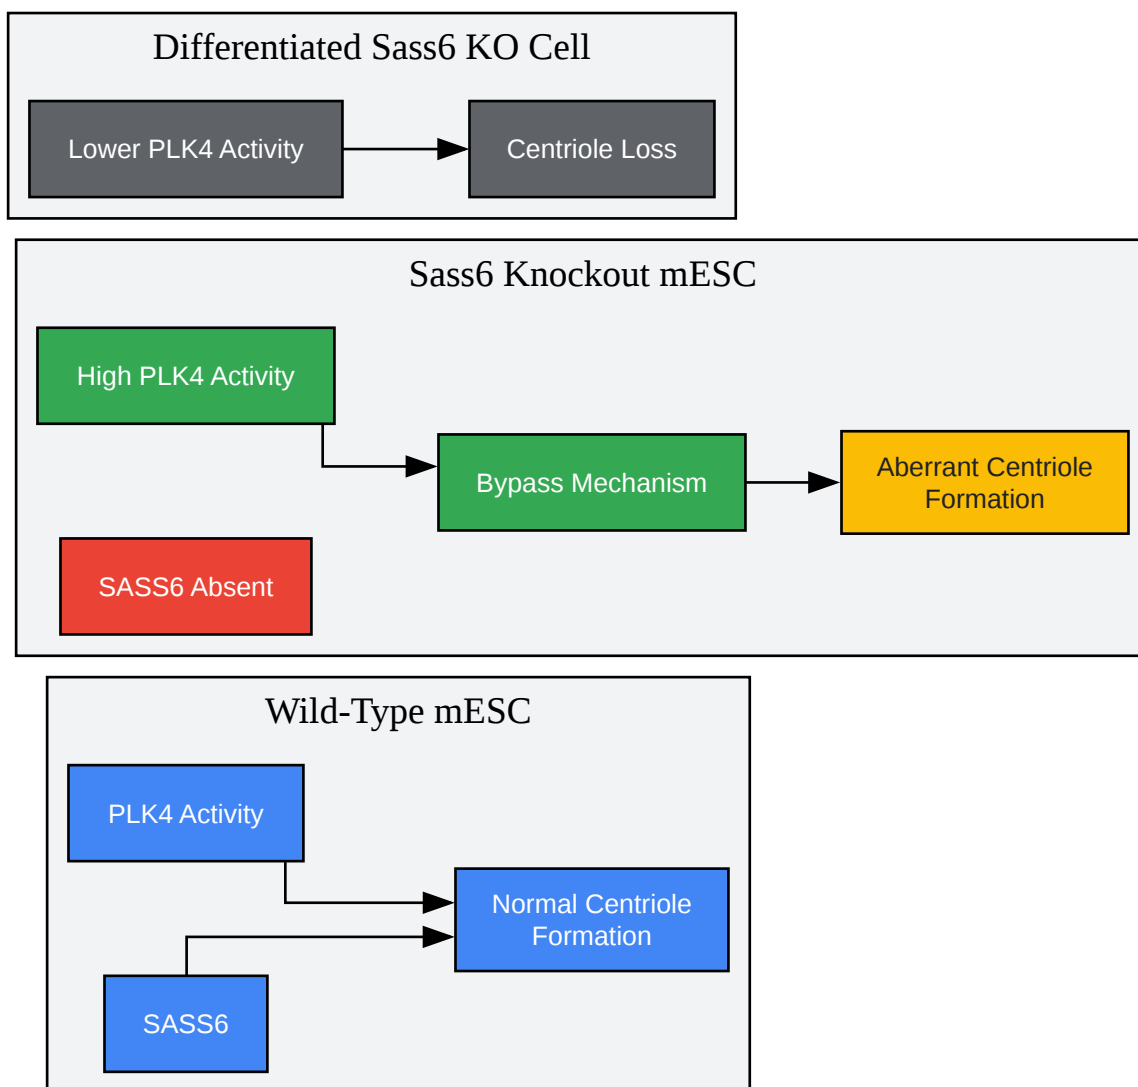 Differentiated Sass6 KO Cell
Lower PLK4 Activity
Centriole Loss
Sass6 Knockout mESC
High PLK4 Activity
Bypass Mechanism
Aberrant Centriole
Formation
SASS6 Absent
Wild-Type mESC
PLK4 Activity
Normal Centriole
Formation
SASS6